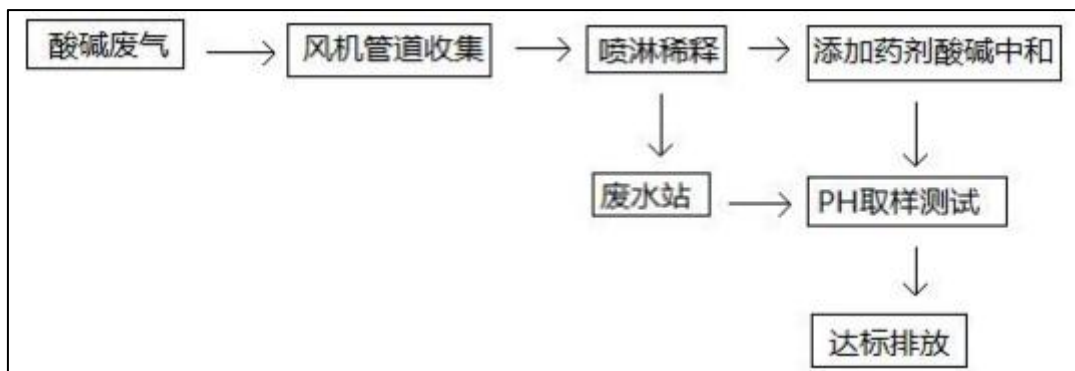 酸碱废气
风机管道收集
喷淋稀释
添加药剂酸碱中和
废水站
PH取样测试
达标排放